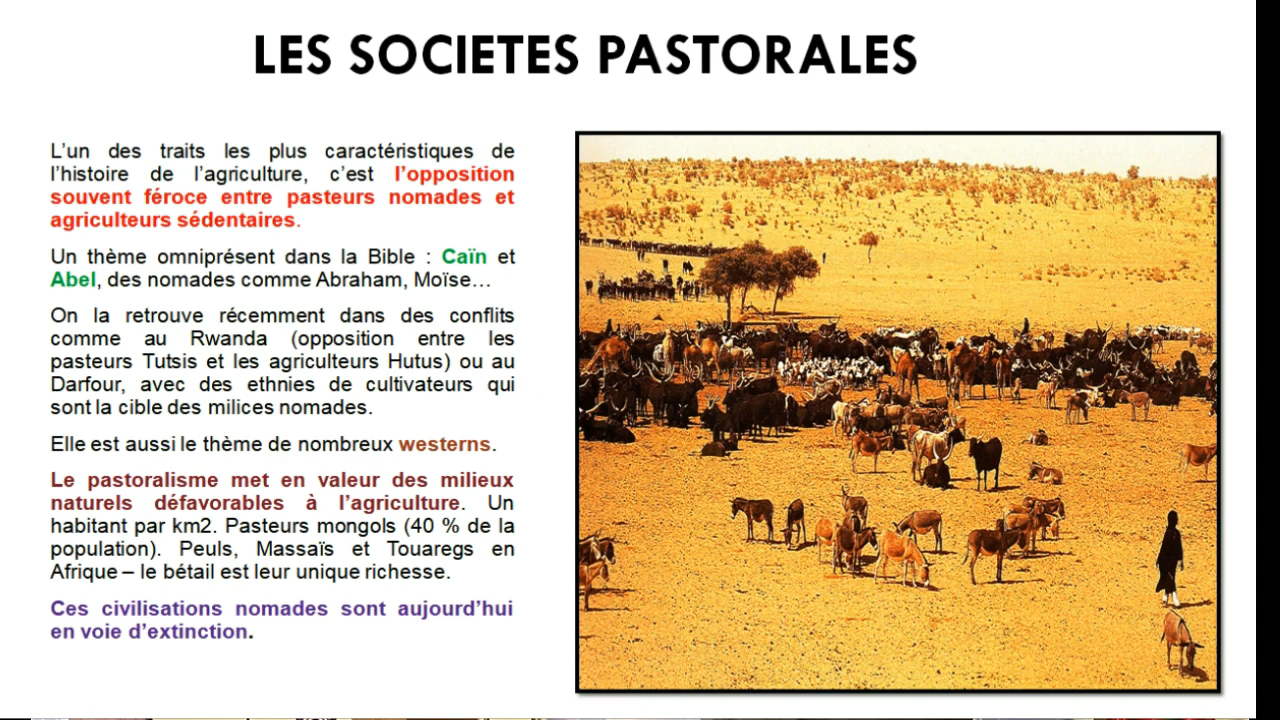 LES SOCIETES PASTORALES
L’un des traits les plus caractéristiques de
l’histoire de l’agriculture, c’est l’opposition
souvent féroce entre pasteurs nomades et
agriculteurs sédentaires.
Un thème omniprésent dans la Bible : Caïn et
Abel, des nomades comme Abraham, Moïse…
On la retrouve récemment dans des conflits
comme au Rwanda (opposition entre les
pasteurs Tutsis et les agriculteurs Hutus) ou au
Darfour, avec des ethnies de cultivateurs qui
sont la cible des milices nomades.
Elle est aussi le thème de nombreux westerns.
Le pastoralisme met en valeur des milieux
naturels défavorables à l’agriculture. Un
habitant par km2. Pasteurs mongols (40 % de la
population). Peuls, Massaïs et Touaregs en
Afrique – le bétail est leur unique richesse.
Ces civilisations nomades sont aujourd’hui
en voie d’extinction.